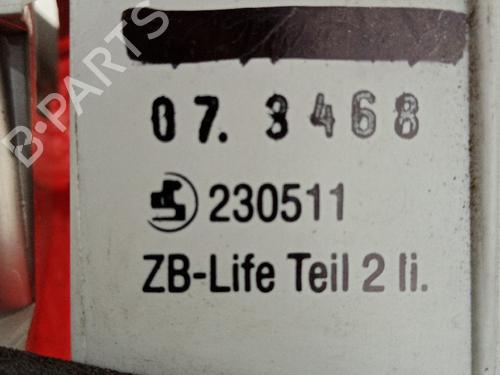 B-PARTS
07. 3468
230511
ZB-Life Teil 2 li.